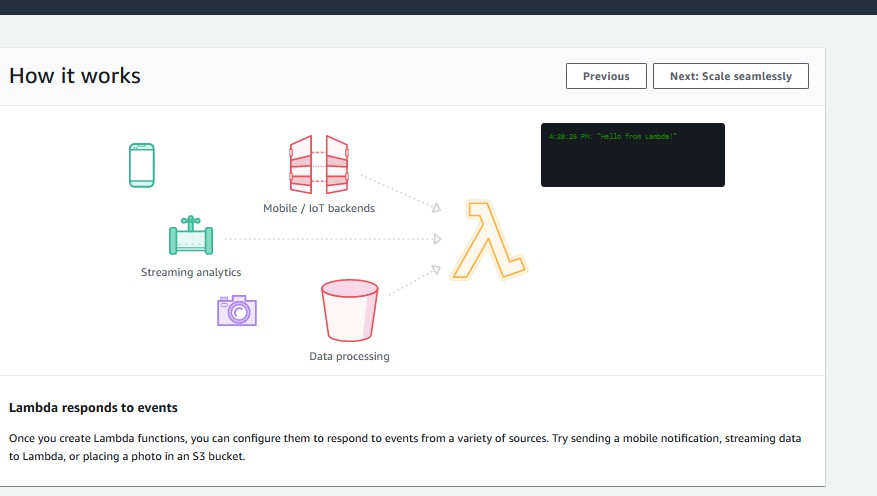 How it works
Previous
Next: Scale seamlessly
4:20:25 PM: "Hello from Lambda!"
Mobile / IoT backends
Streaming analytics
Data processing
Lambda responds to events
Once you create Lambda functions, you can configure them to respond to events from a variety of sources. Try sending a mobile notification, streaming data
to Lambda, or placing a photo in an S3 bucket.